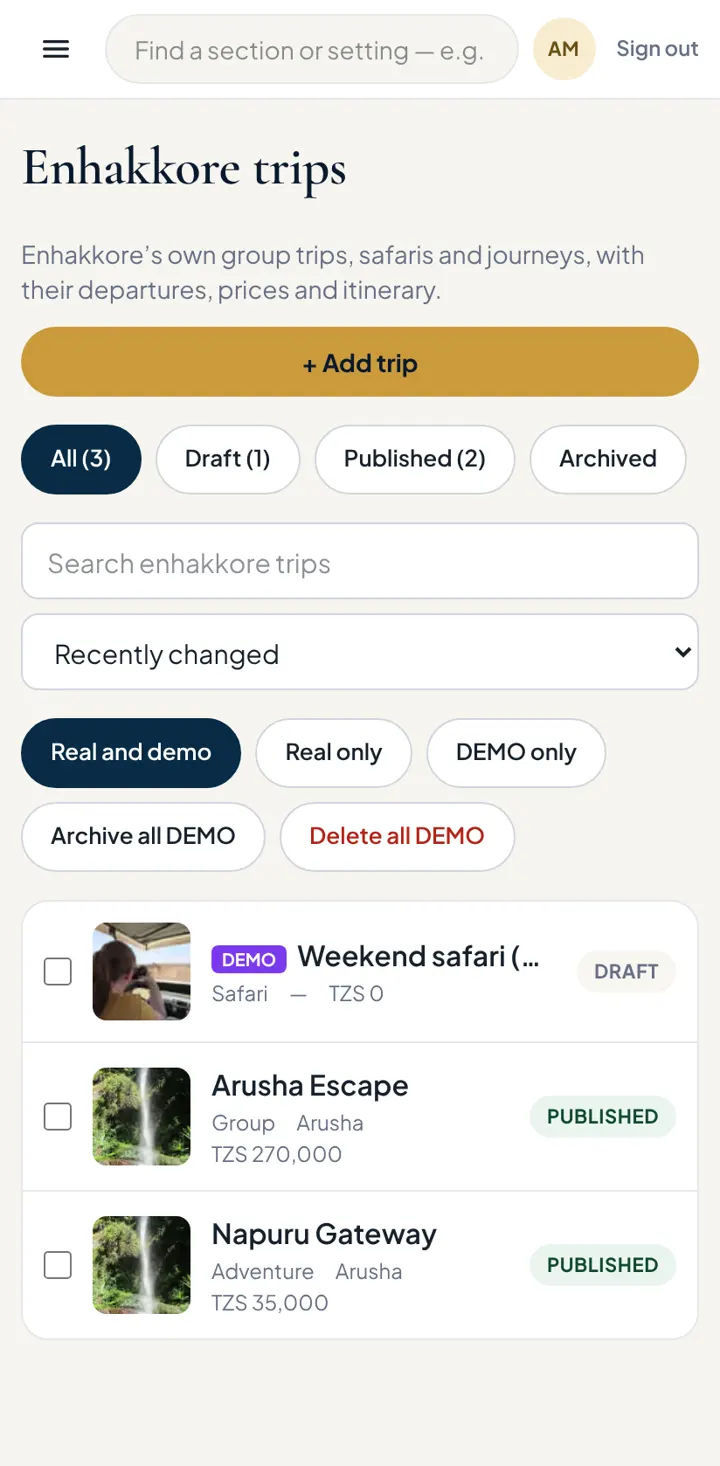 Find a section or setting — e.g.
AM
Sign out
Enhakkore trips
Enhakkore’s own group trips, safaris and journeys, with
their departures, prices and itinerary.
+ Add trip
All (3)
Draft (1)
Published (2)
Archived
Search enhakkore trips
Recently changed
Real and demo
Real only
DEMO only
Archive all DEMO
Delete all DEMO
DEMO Weekend safari (…
Safari — TZS 0
DRAFT
Arusha Escape
Group Arusha
TZS 270,000
PUBLISHED
Napuru Gateway
Adventure Arusha
TZS 35,000
PUBLISHED